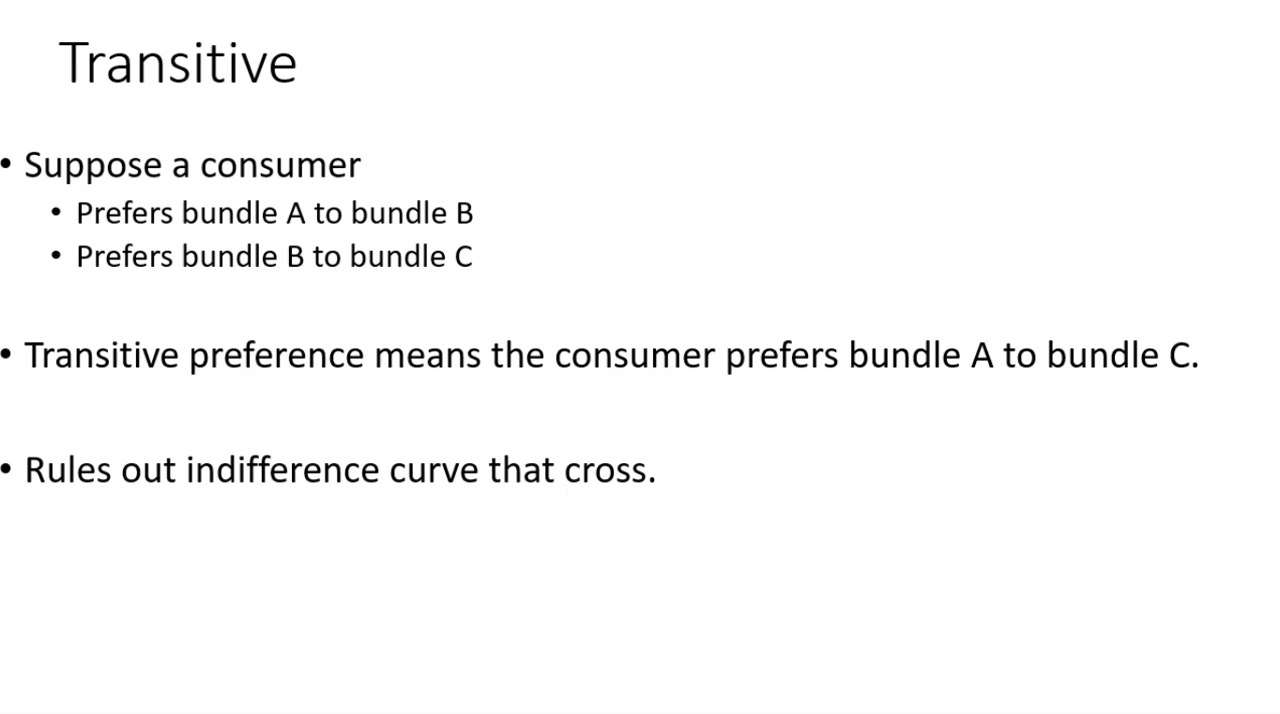 Transitive
• Suppose a consumer
• Prefers bundle A to bundle B
• Prefers bundle B to bundle C
• Transitive preference means the consumer prefers bundle A to bundle C.
• Rules out indifference curve that cross.